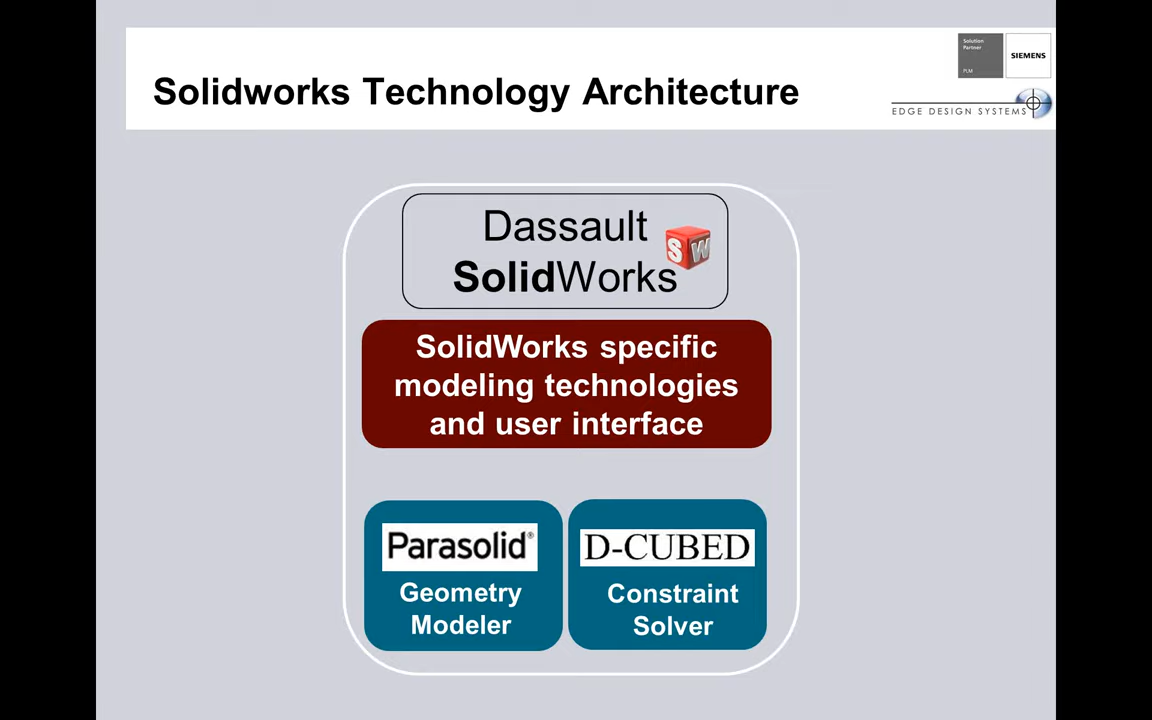 Solidworks Technology Architecture
Solution
Partner
PLM
SIEMENS
EDGE DESIGN SYSTEMS
Dassault
SolidWorks
SW
SolidWorks specific
modeling technologies
and user interface
Parasolid®
Geometry
Modeler
D-CUBED
Constraint
Solver